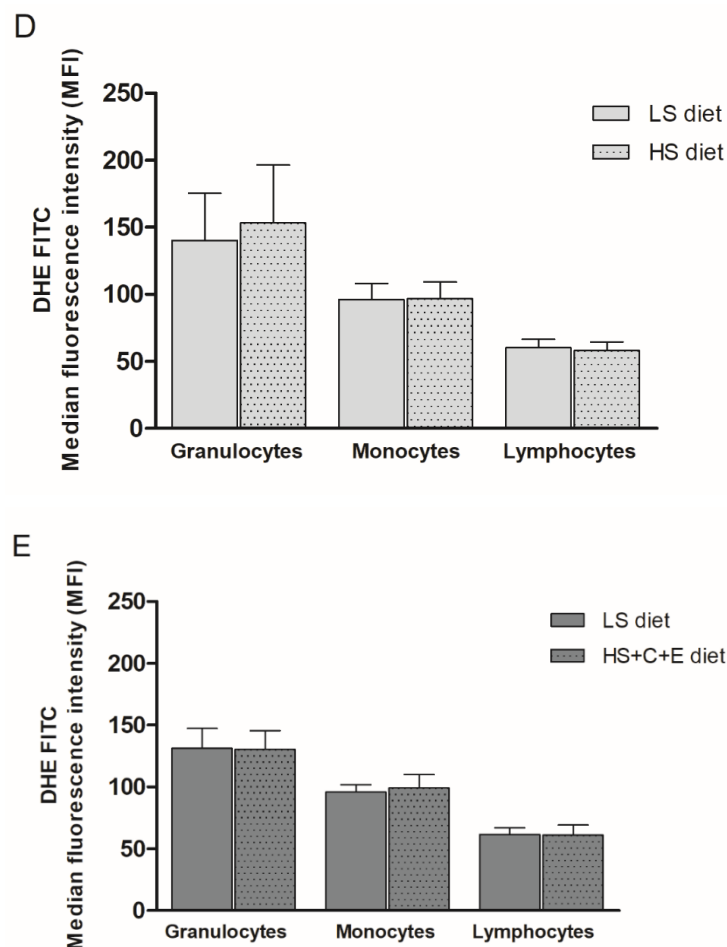 D
DHE FITC
Median fluorescence intensity (MFI)
250
200
150
100
50
0
LS diet
HS diet
Granulocytes Monocytes Lymphocytes
E
DHE FITC
Median fluorescence intensity (MFI)
250
200
150
100
50
0
LS diet
HS+C+E diet
Granulocytes Monocytes Lymphocytes